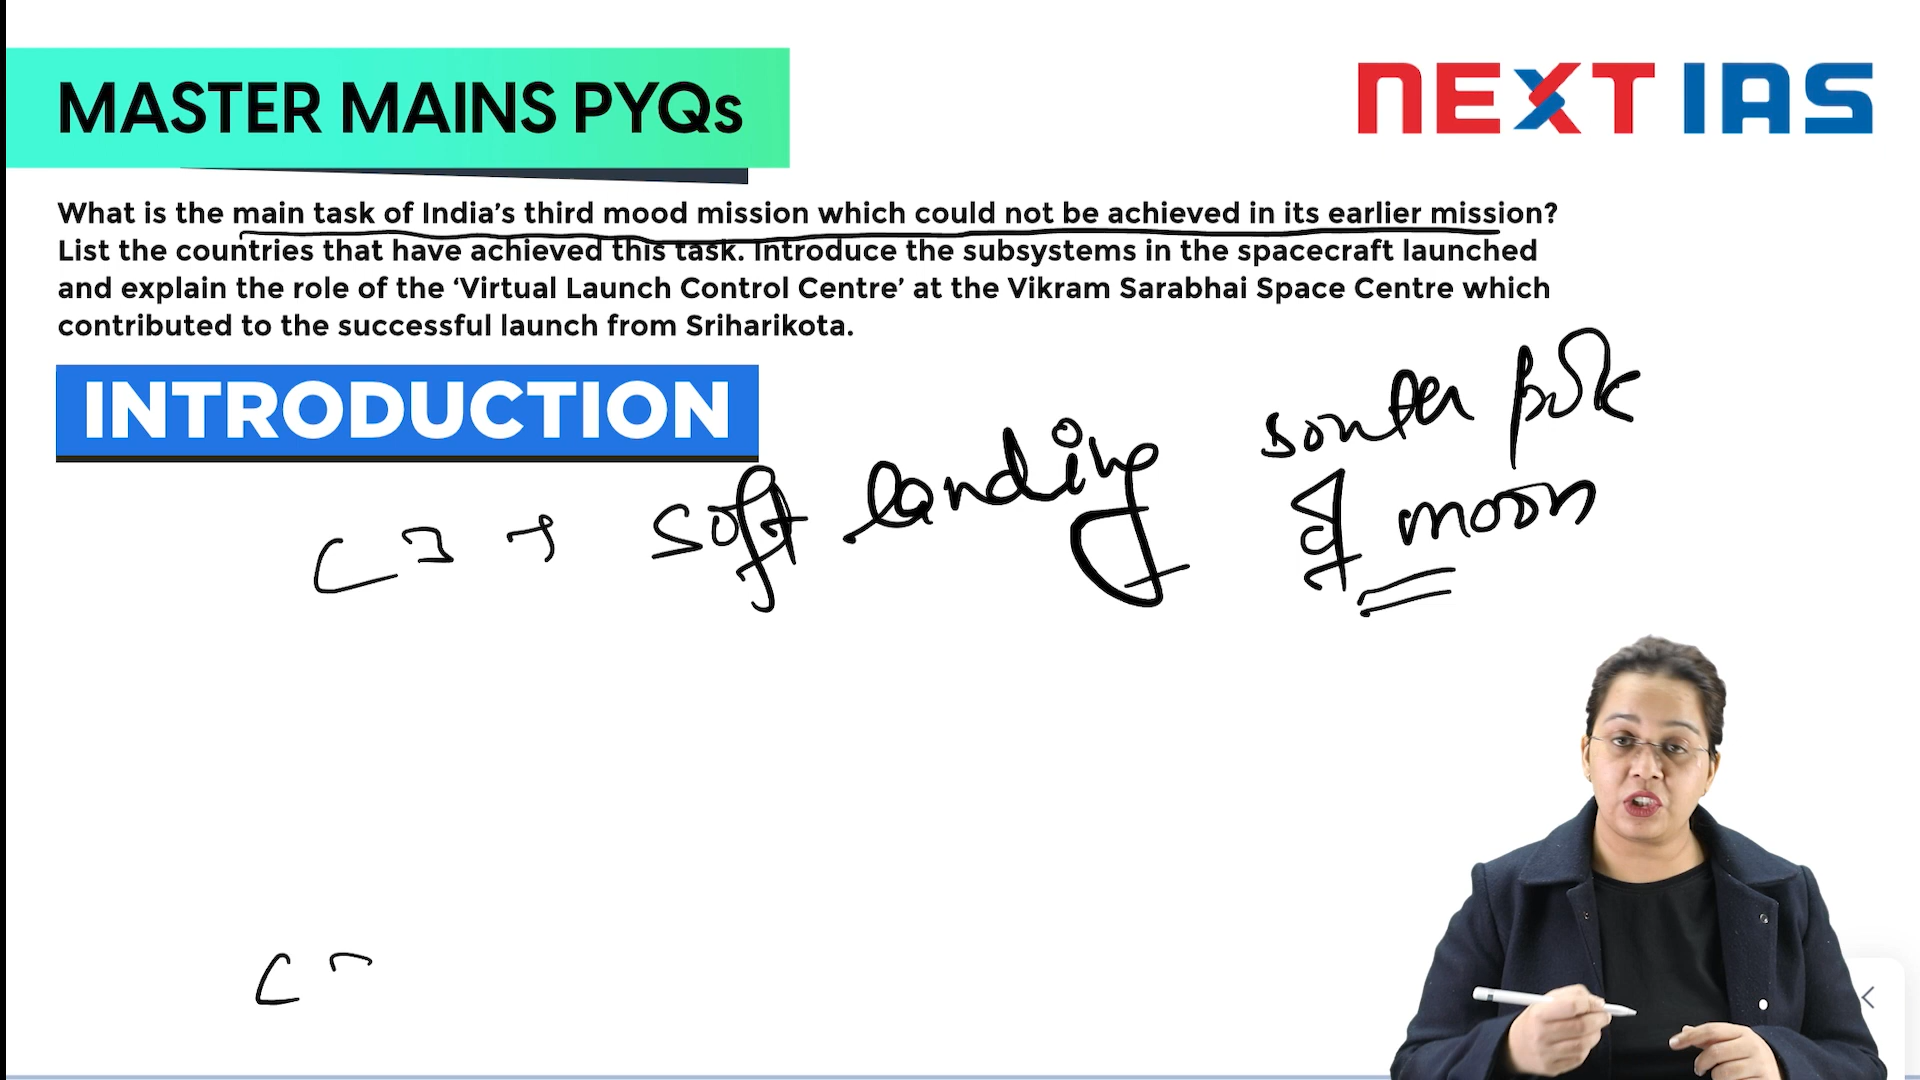 MASTER MAINS PYQs
NEXT IAS
What is the main task of India's third mood mission which could not be achieved in its earlier mission?
List the countries that have achieved this task. Introduce the subsystems in the spacecraft launched
and explain the role of the 'Virtual Launch Control Centre' at the Vikram Sarabhai Space Centre which
contributed to the successful launch from Sriharikota.
INTRODUCTION
C3 → soft landing
of moon
C